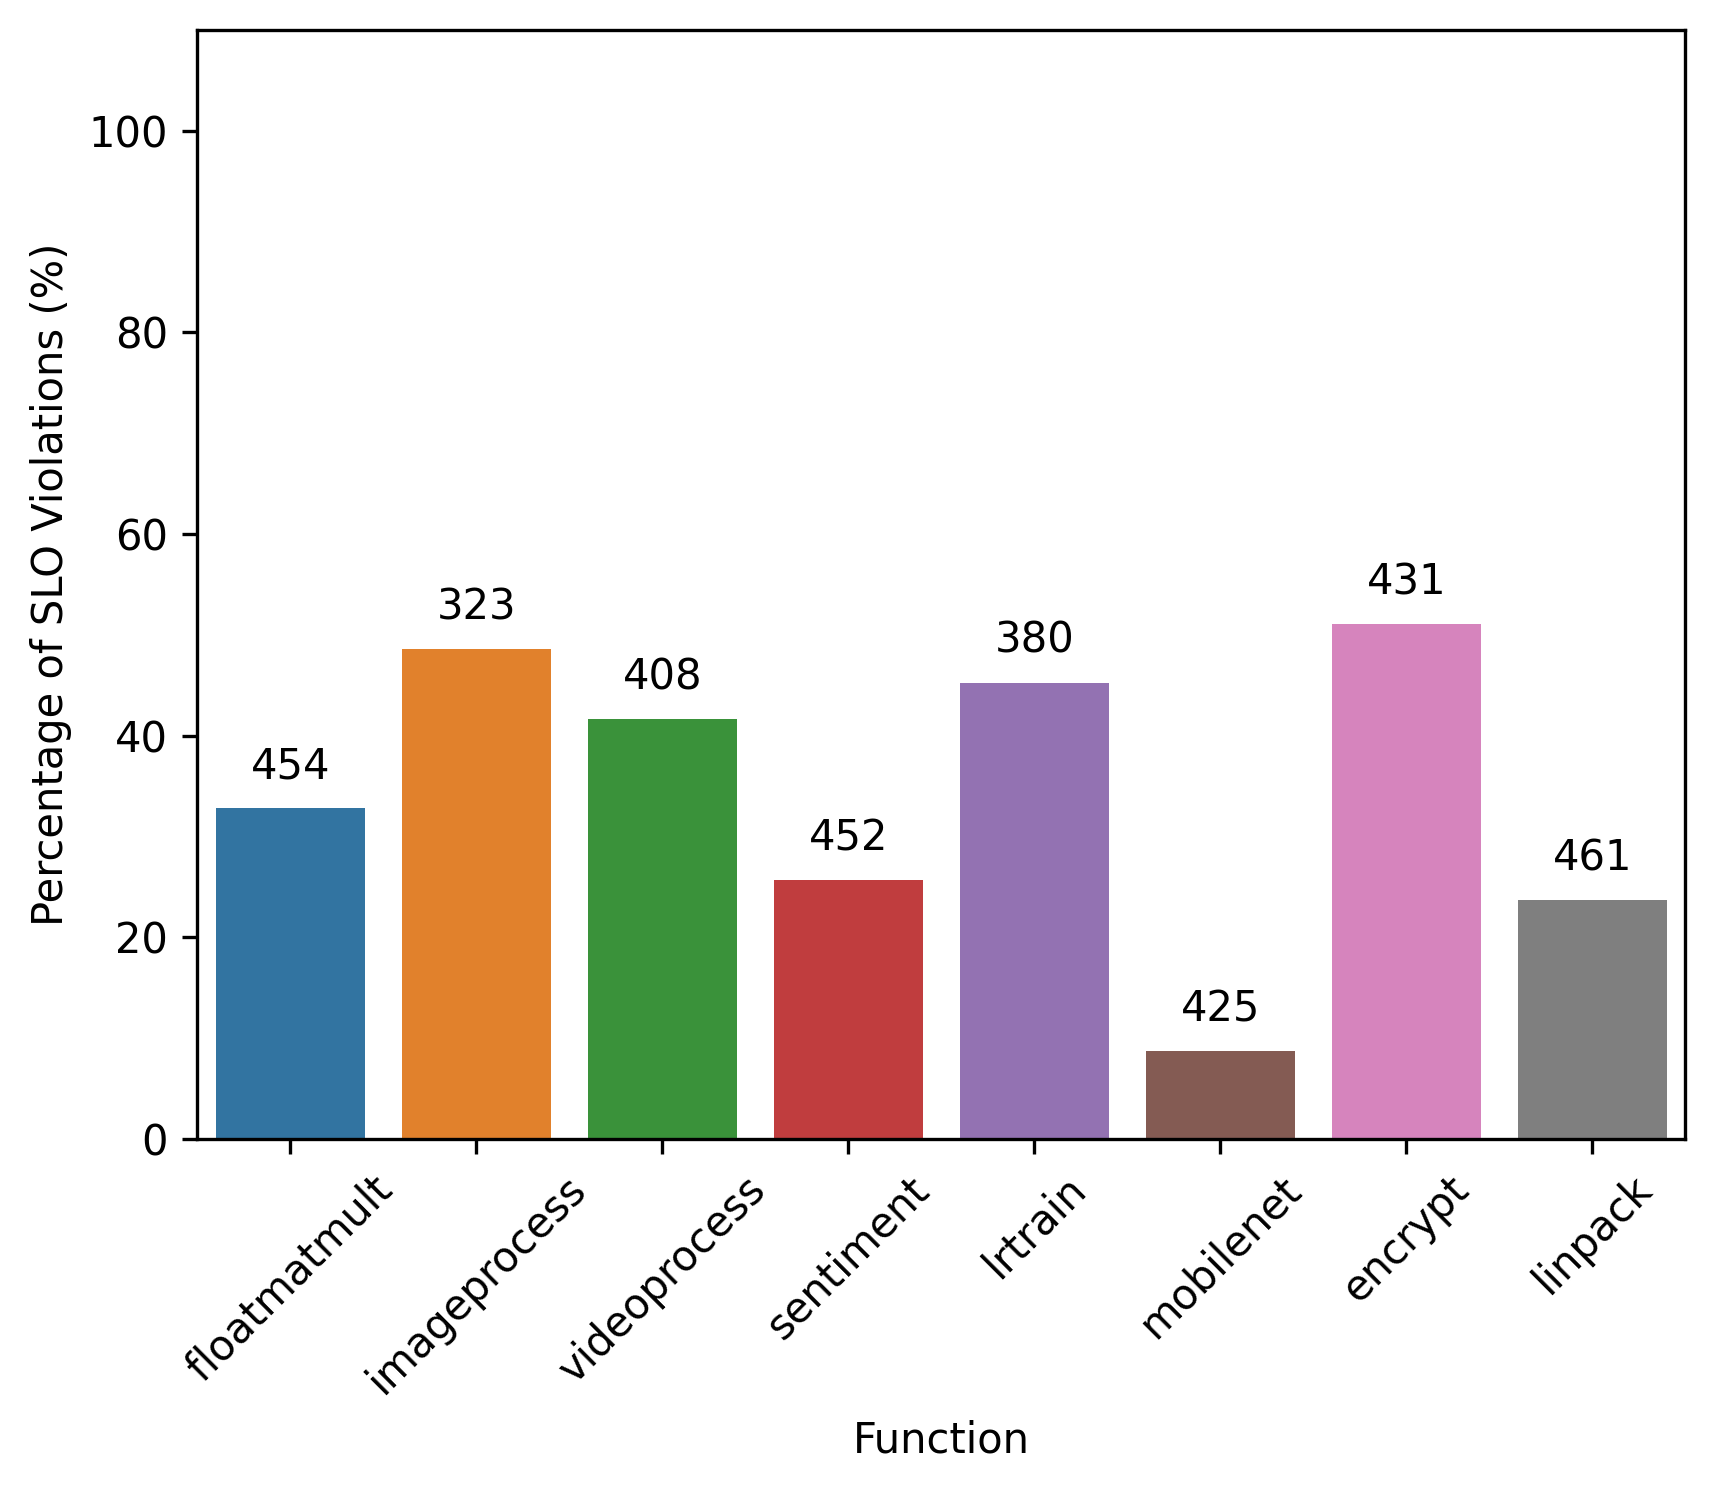 Percentage of SLO Violations (%)
100
80
60
40
20
0
454
323
408
452
380
425
431
461
floatmatmult
imageprocess
videoprocess
sentiment
lrtrain
mobilenet
encrypt
linpack
Function